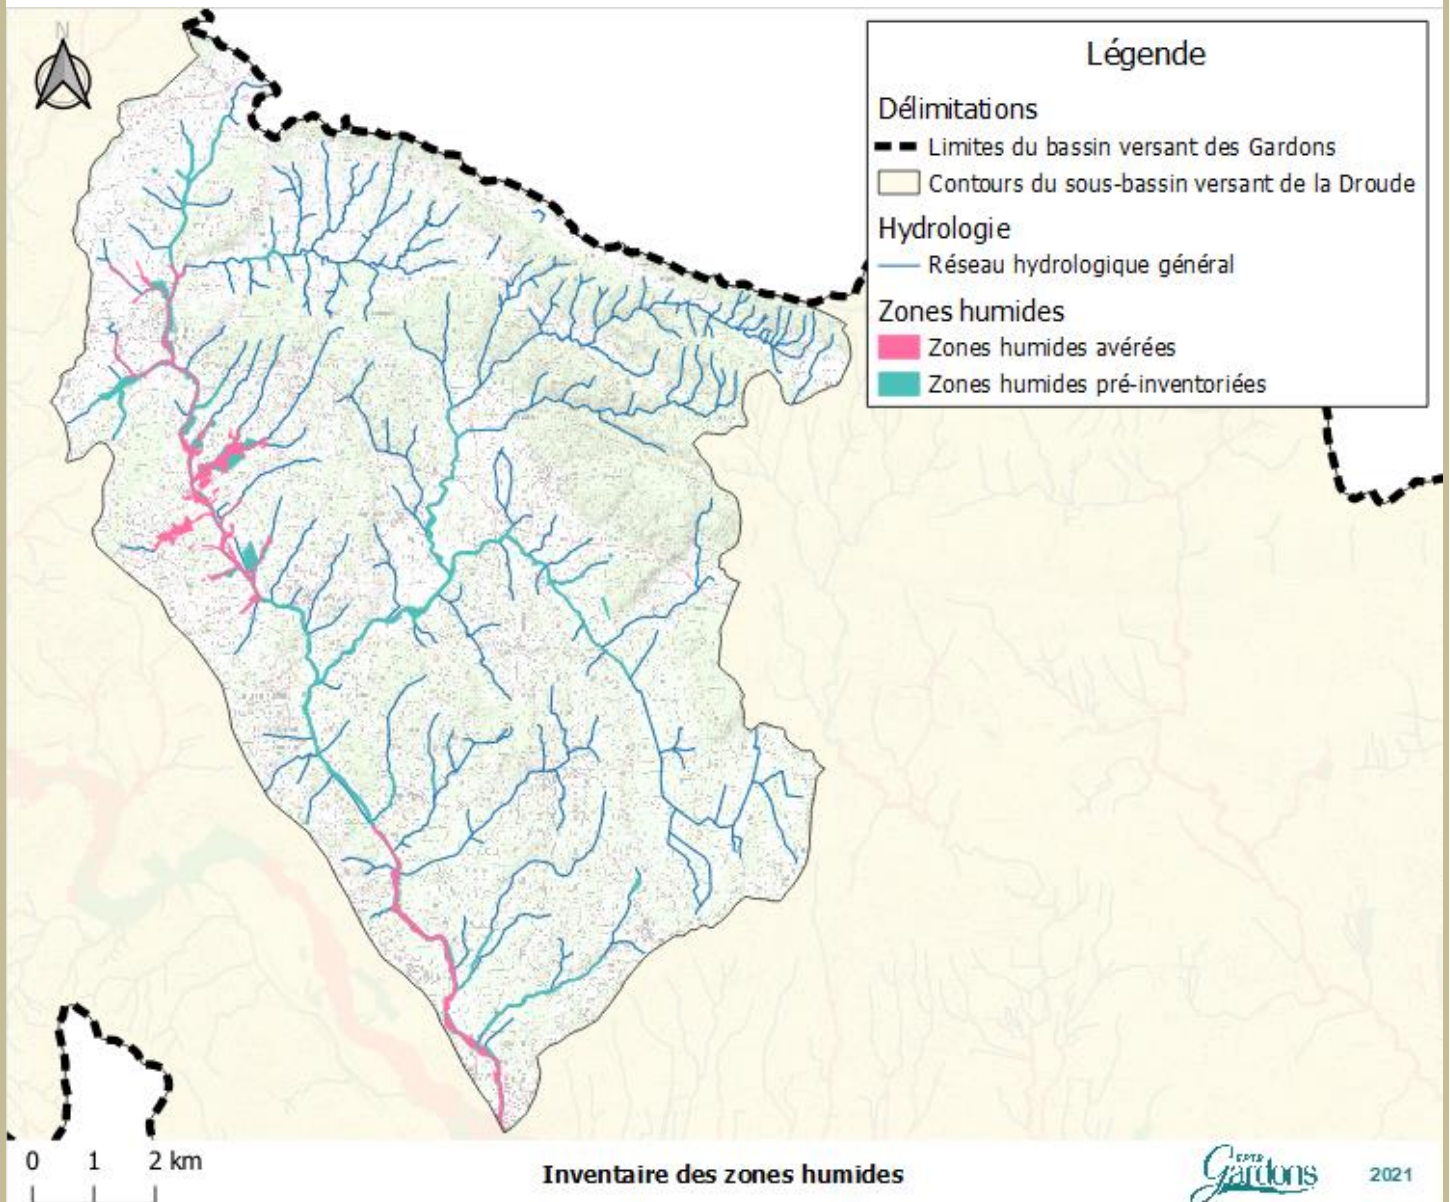 N
Légende
Délimitations
Limites du bassin versant des Gardons
Contours du sous-bassin versant de la Droude
Hydrologie
Réseau hydrologique général
Zones humides
Zones humides avérées
Zones humides pré-inventoriées
0 1 2 km
Inventaire des zones humides
EPTB
Gardons
2021